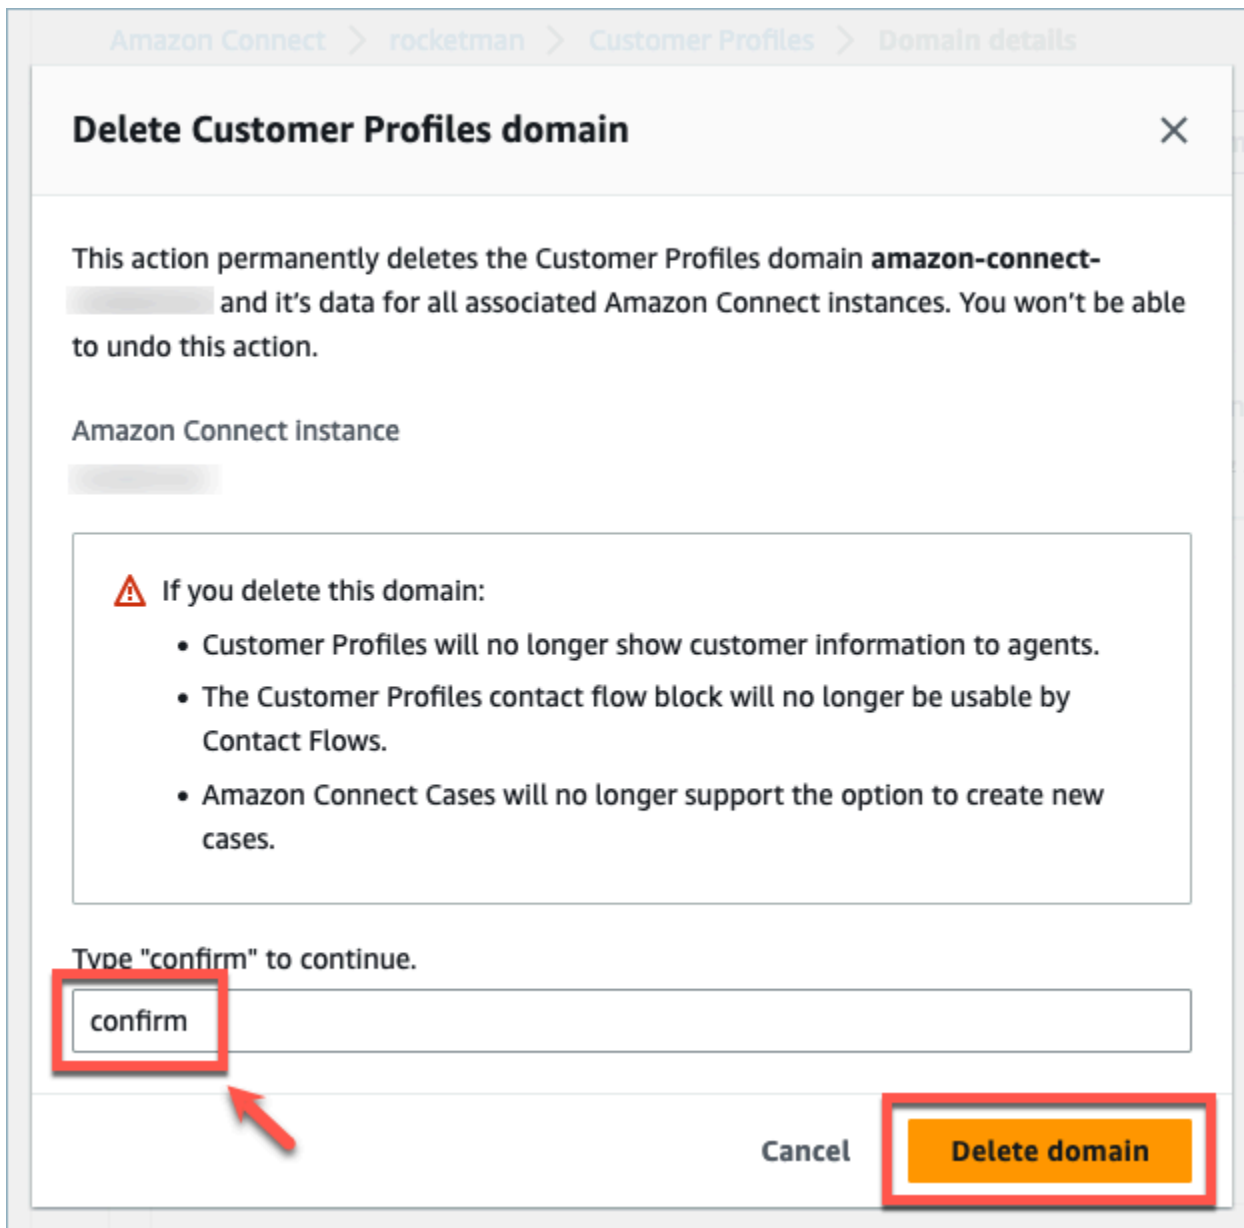 Amazon Connect > rocketman > Customer Profiles > Domain details
Delete Customer Profiles domain
This action permanently deletes the Customer Profiles domain amazon-connect-
and it's data for all associated Amazon Connect instances. You won't be able
to undo this action.
Amazon Connect instance
If you delete this domain:
• Customer Profiles will no longer show customer information to agents.
• The Customer Profiles contact flow block will no longer be usable by
Contact Flows.
• Amazon Connect Cases will no longer support the option to create new
cases.
Type "confirm" to continue.
confirm
Cancel
Delete domain